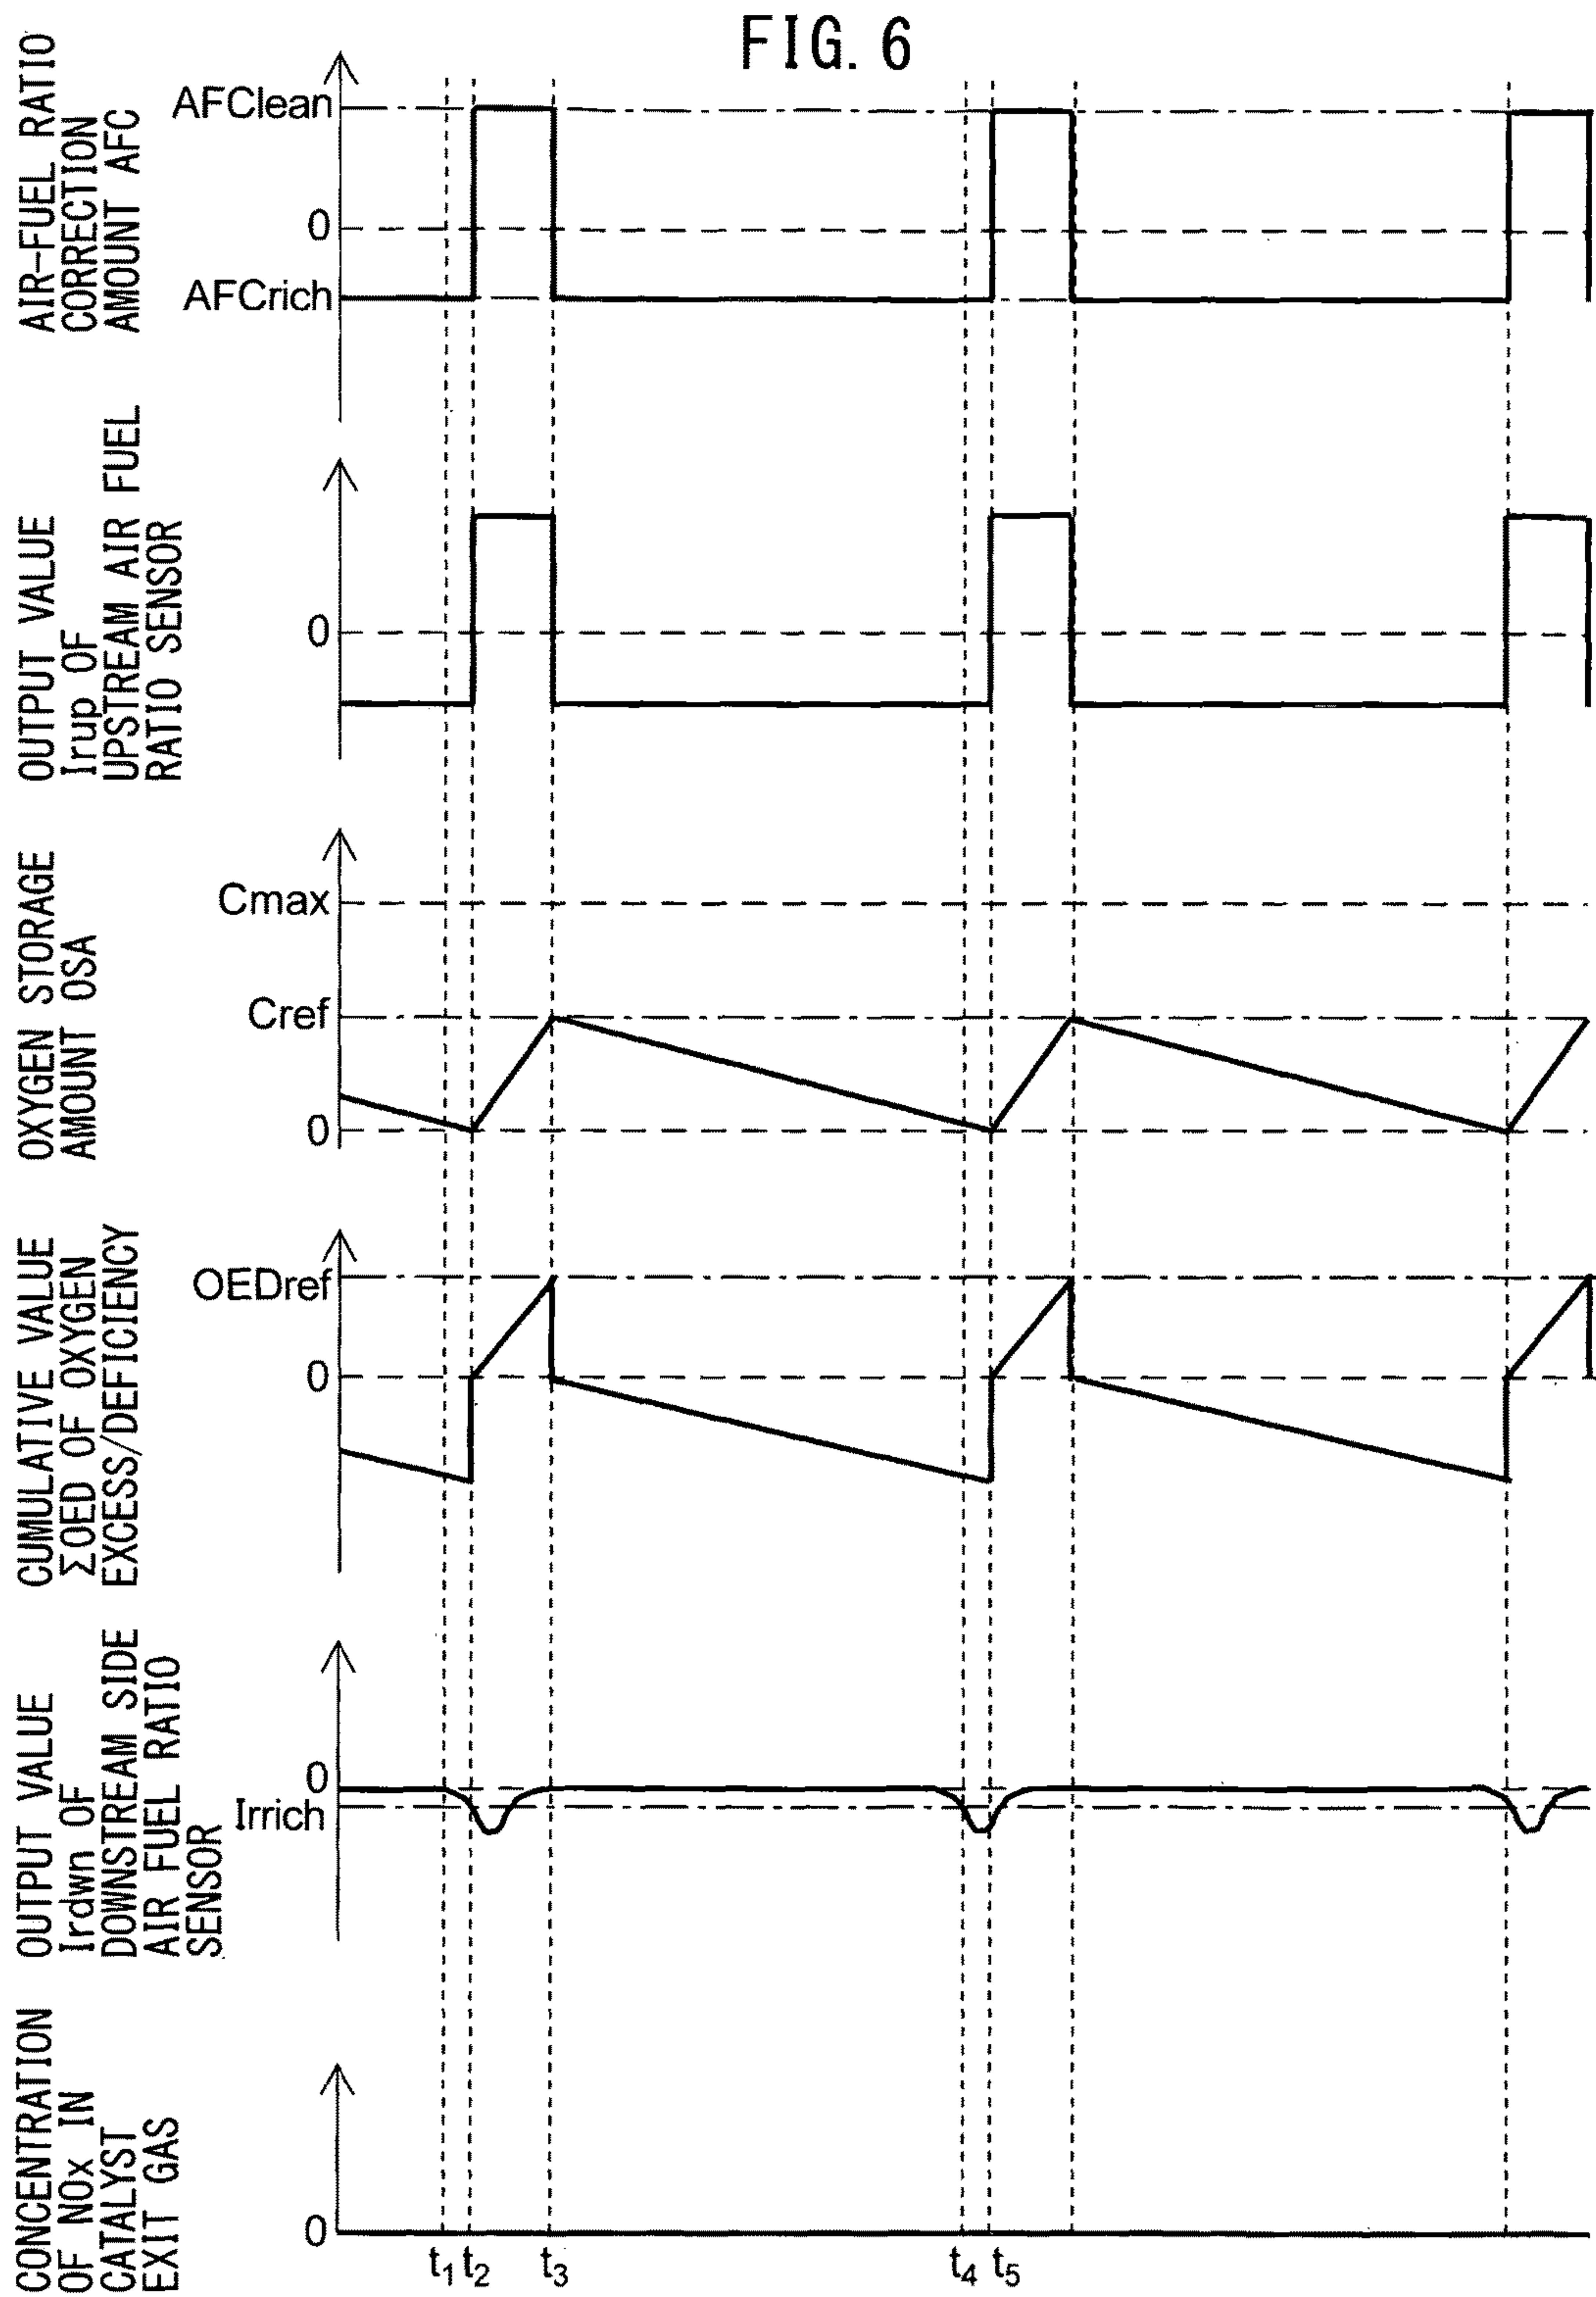 FIG. 6
AIR-FUEL RATIO
CORRECTION
AMOUNT AFC
AFClean
0
AFCrich
OUTPUT VALUE
Irup OF
UPSTREAM AIR FUEL
RATIO SENSOR
0
OXYGEN STORAGE
AMOUNT OSA
Cmax
Cref
0
CUMULATIVE VALUE
ΣOED OF OXYGEN
EXCESS/DEFICIENCY
OEDref
0
OUTPUT VALUE
Irdwn OF
DOWNSTREAM SIDE
AIR FUEL RATIO
SENSOR
0
Irrich
CONCENTRATION
OF NOx IN
CATALYST
EXIT GAS
0
t1 t2 t3 t4 t5